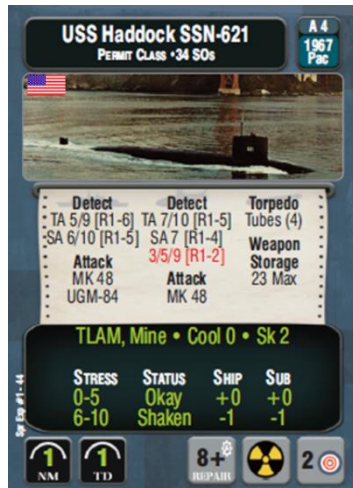 USS Haddock SSN-621
PERMIT CLASS •34 SOs
A 4
1967
Pac
Detect Detect Torpedo
TA 5/9 [R1-6] TA 7/10 [R1-5] Tubes (4)
SA 6/10 [R1-5] SA 7 [R1-4] Weapon
3/5/9 [R1-2] Storage
Attack Attack 23 Max
MK 48 MK 48
UGM-84
TLAM, Mine • Cool 0 • Sk 2
STRESS STATUS SHIP SUB
0-5 Okay +0 +0
6-10 Shaken -1 -1
Spr Exp #1 - 44
1 NM
1 TD
8+ REPAIR
2